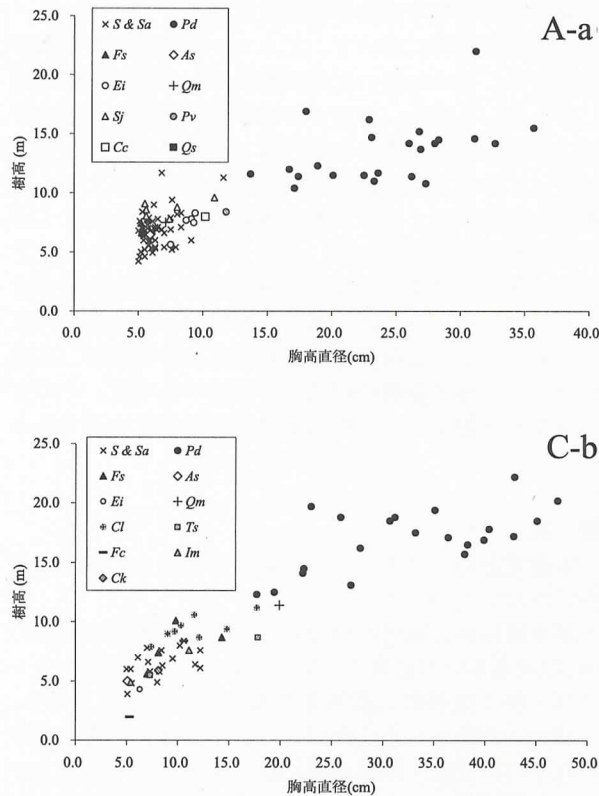 A-a
S & Sa Pd
Fs As
Ei Qm
Sj Pv
Cc Qs
樹高 (m)
25.0
20.0
15.0
10.0
5.0
0.0
0.0 5.0 10.0 15.0 20.0 25.0 30.0 35.0 40.0
胸高直径(cm)
C-b
S & Sa Pd
Fs As
Ei Qm
Cl Ts
Fc Im
Ck
樹高 (m)
25.0
20.0
15.0
10.0
5.0
0.0
0.0 5.0 10.0 15.0 20.0 25.0 30.0 35.0 40.0 45.0 50.0
胸高直径(cm)